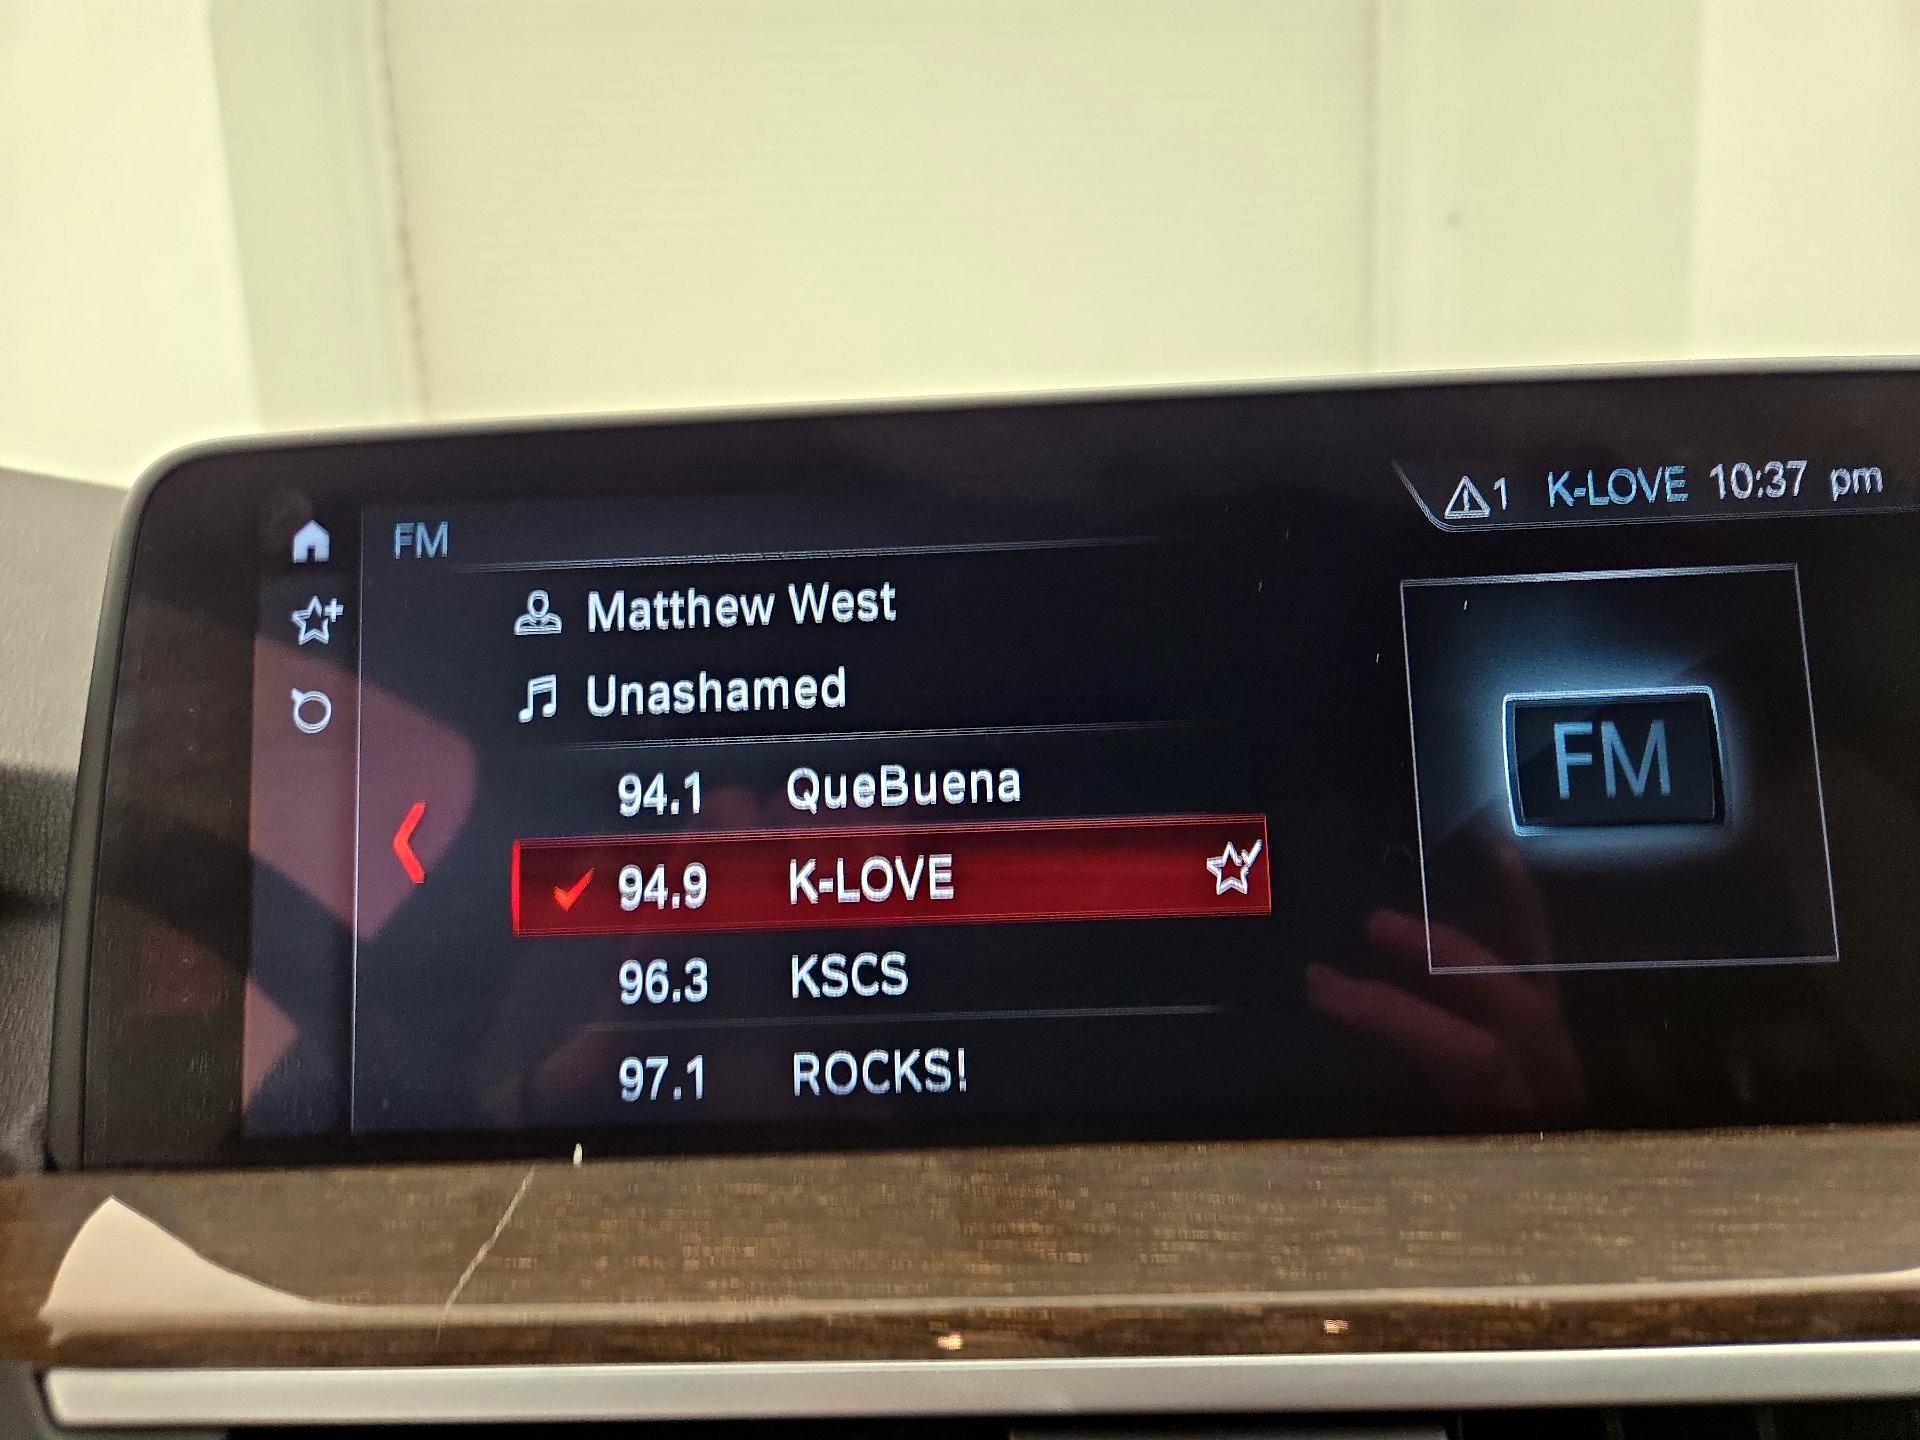 1 K-LOVE 10:37 pm
FM
Matthew West
Unashamed
94.1 QueBuena
94.9 K-LOVE
96.3 KSCS
97.1 ROCKS!
FM